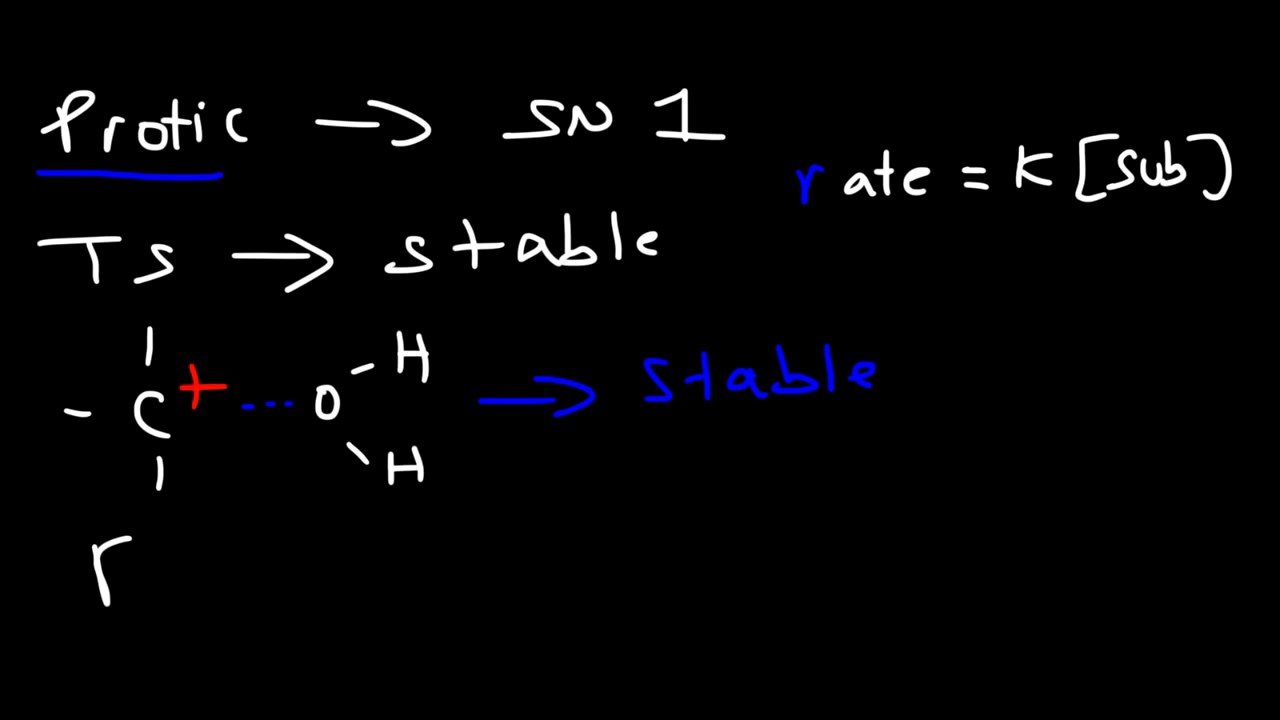 Protic → SN 1
rate = K [Sub]
Ts → stable
C+ ... O H H → stable
r